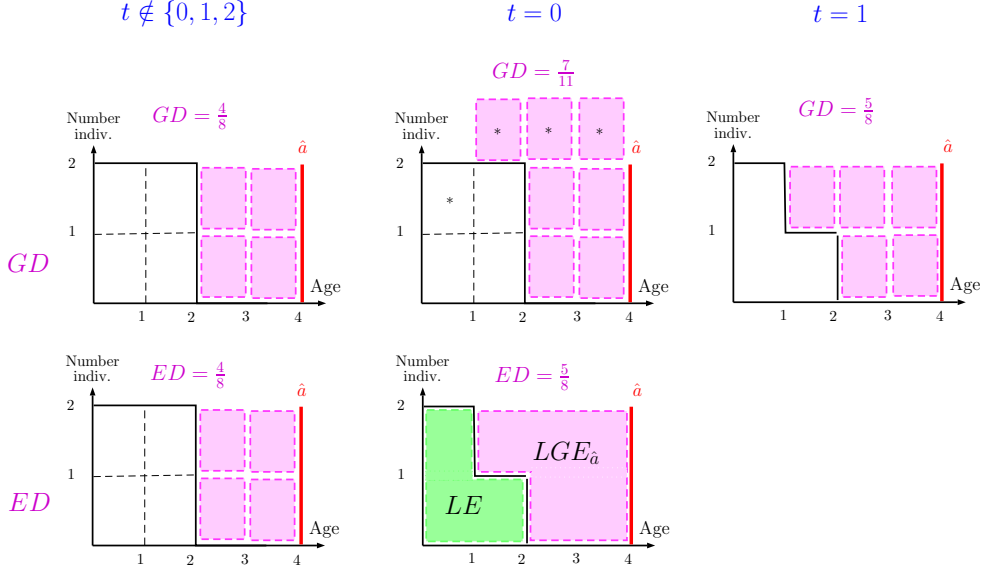 t ∉ {0, 1, 2}
t = 0
t = 1
GD
GD = 4/8
Number
indiv.
â
2
1
Age
1 2 3 4
GD = 7/11
* * *
Number
indiv.
â
2
*
1
Age
1 2 3 4
GD = 5/8
Number
indiv.
â
2
1
Age
1 2 3 4
ED
ED = 4/8
Number
indiv.
â
2
1
Age
1 2 3 4
ED = 5/8
Number
indiv.
â
2
LGE_â
1
LE
Age
1 2 3 4